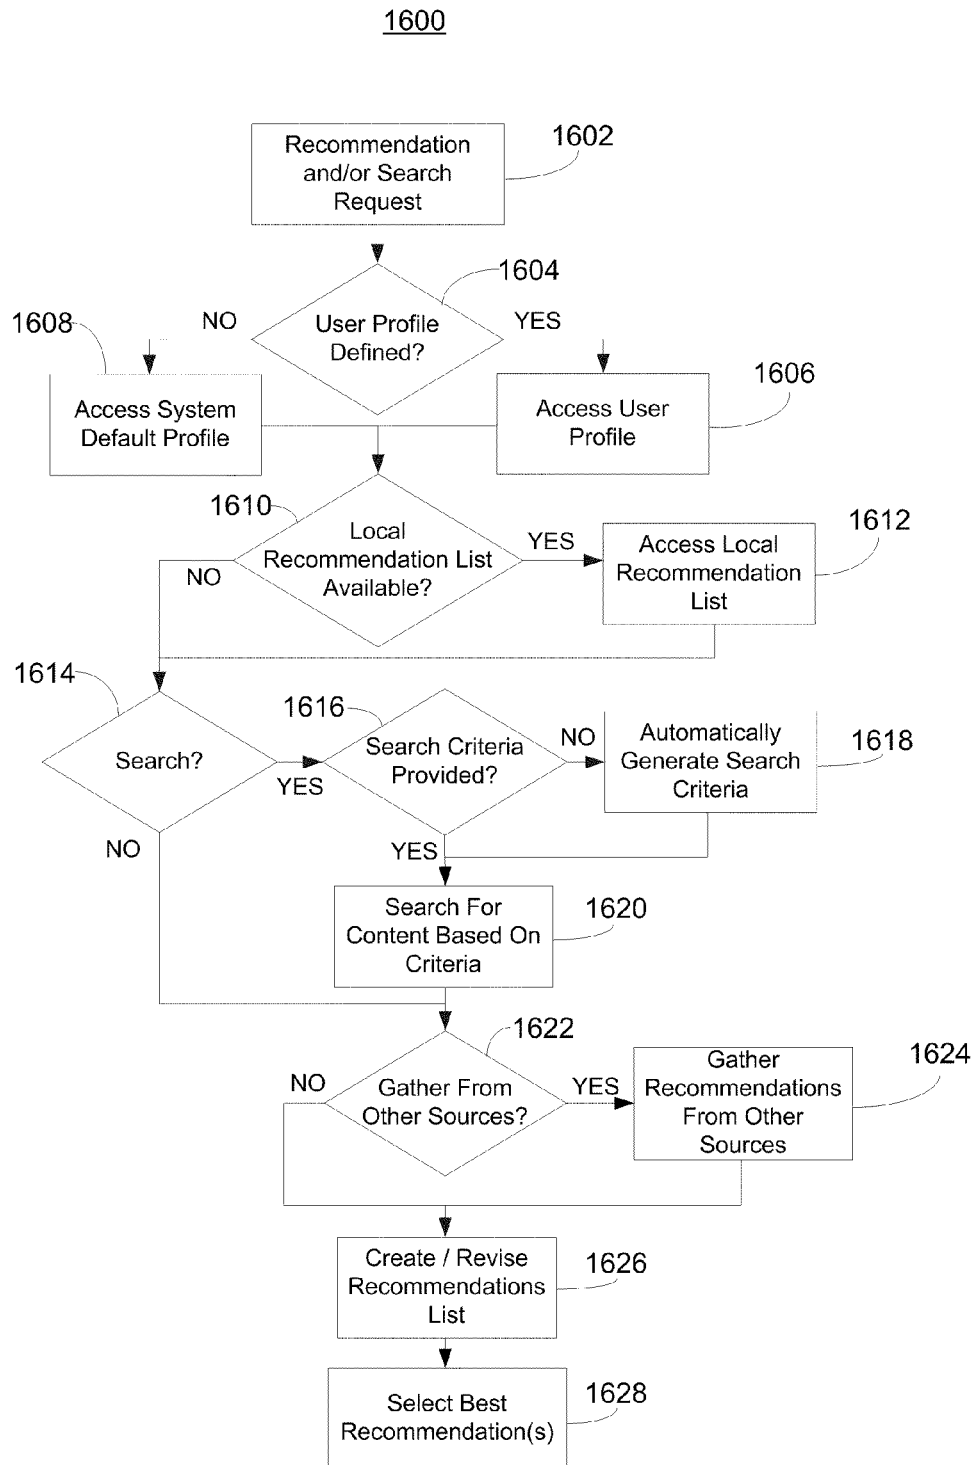 1600
Recommendation
and/or Search
Request
1602
1604
NO
User Profile
Defined?
YES
1608
Access System
Default Profile
Access User
Profile
1606
1610
Local
Recommendation List
Available?
YES
NO
Access Local
Recommendation
List
1612
1614
Search?
YES
NO
1616
Search Criteria
Provided?
NO
YES
Automatically
Generate Search
Criteria
1618
Search For
Content Based On
Criteria
1620
1622
NO
Gather From
Other Sources?
YES
Gather
Recommendations
From Other
Sources
1624
Create / Revise
Recommendations
List
1626
Select Best
Recommendation(s)
1628